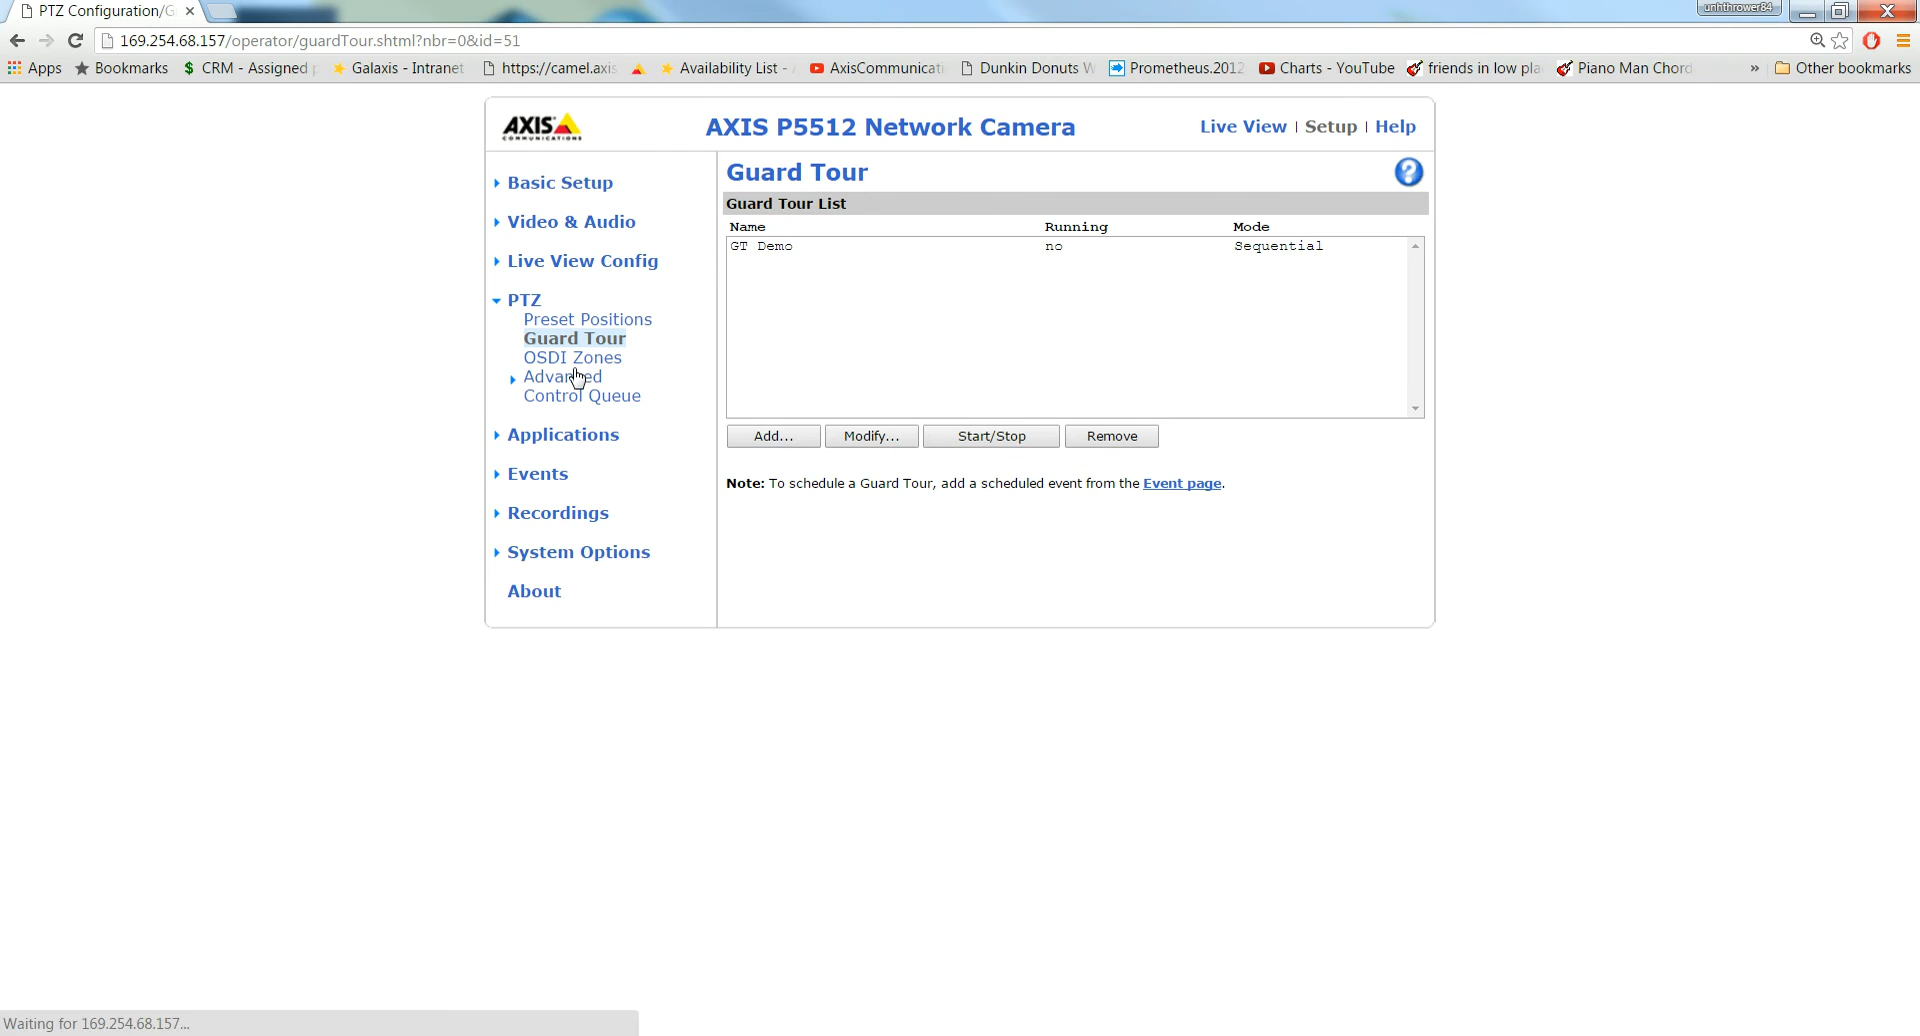 PTZ Configuration/G
unhthrower84
169.254.68.157/operator/guardTour.shtml?nbr=0&id=51
Apps Bookmarks CRM - Assigned Galaxis - Intranet https://camel.axis Availability List - AxisCommunicati Dunkin Donuts W Prometheus.2012 Charts - YouTube friends in low pla Piano Man Chord » Other bookmarks
AXIS COMMUNICATIONS
AXIS P5512 Network Camera
Live View | Setup | Help
Basic Setup
Video & Audio
Live View Config
PTZ
Preset Positions
Guard Tour
OSDI Zones
Advanced
Control Queue
Applications
Events
Recordings
System Options
About
Guard Tour
?
Guard Tour List
Name Running Mode
GT Demo no Sequential
Add... Modify... Start/Stop Remove
Note: To schedule a Guard Tour, add a scheduled event from the Event page.
Waiting for 169.254.68.157...